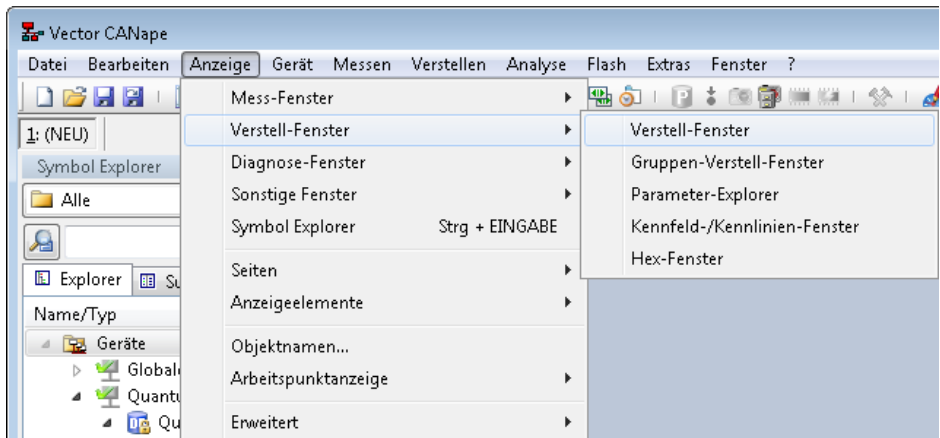 Vector CANape
Datei Bearbeiten Anzeige Gerät Messen Verstellen Analyse Flash Extras Fenster ?
1: (NEU)
Symbol Explorer
Alle
Explorer
Name/Typ
Geräte
Mess-Fenster
Verstell-Fenster
Diagnose-Fenster
Sonstige Fenster
Symbol Explorer Strg + EINGABE
Seiten
Anzeigeelemente
Objektnamen...
Arbeitspunktanzeige
Erweitert
Verstell-Fenster
Gruppen-Verstell-Fenster
Parameter-Explorer
Kennfeld-/Kennlinien-Fenster
Hex-Fenster